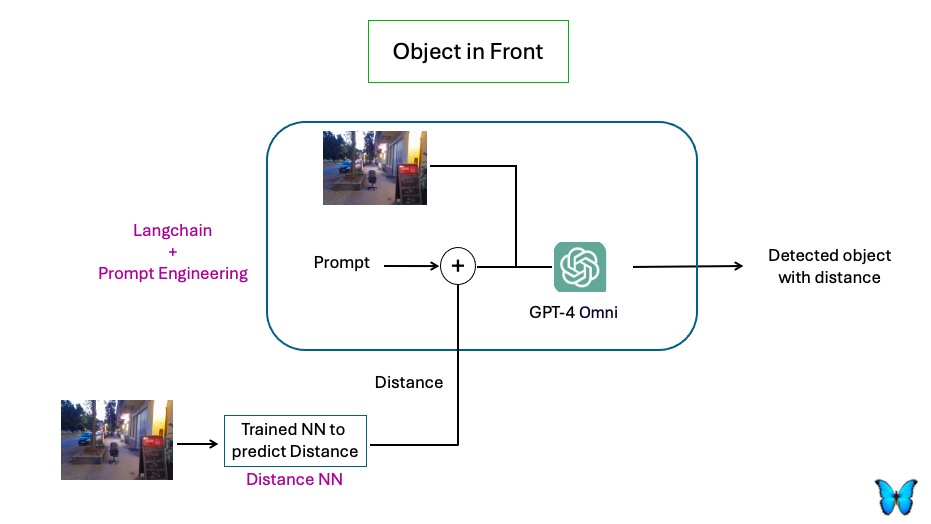 Object in Front
Langchain
+
Prompt Engineering
Prompt
+
GPT-4 Omni
Detected object
with distance
Distance
Trained NN to
predict Distance
Distance NN